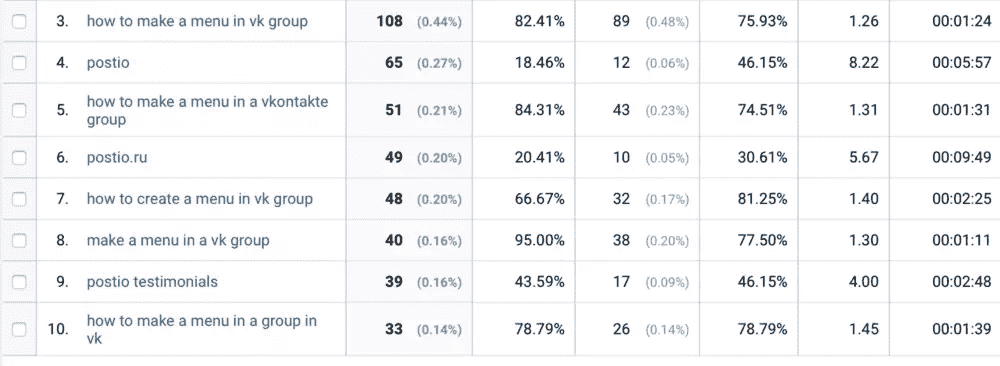 3. how to make a menu in vk group 108 (0.44%) 82.41% 89 (0.48%) 75.93% 1.26 00:01:24
4. postio 65 (0.27%) 18.46% 12 (0.06%) 46.15% 8.22 00:05:57
5. how to make a menu in a vkontakte
group 51 (0.21%) 84.31% 43 (0.23%) 74.51% 1.31 00:01:31
6. postio.ru 49 (0.20%) 20.41% 10 (0.05%) 30.61% 5.67 00:09:49
7. how to create a menu in vk group 48 (0.20%) 66.67% 32 (0.17%) 81.25% 1.40 00:02:25
8. make a menu in a vk group 40 (0.16%) 95.00% 38 (0.20%) 77.50% 1.30 00:01:11
9. postio testimonials 39 (0.16%) 43.59% 17 (0.09%) 46.15% 4.00 00:02:48
10. how to make a menu in a group in
vk 33 (0.14%) 78.79% 26 (0.14%) 78.79% 1.45 00:01:39